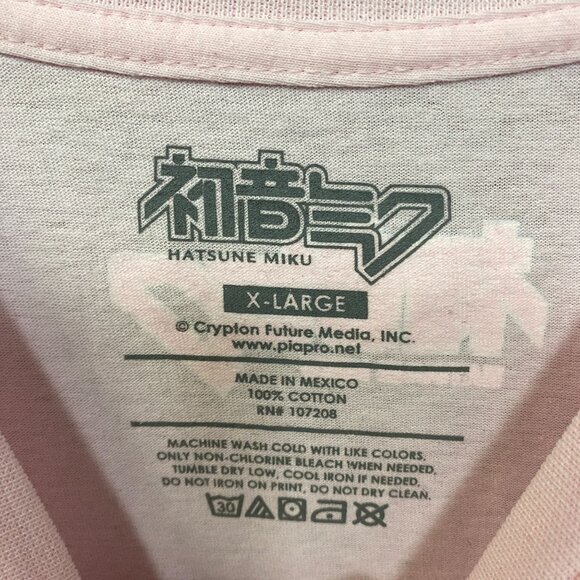 初音ミク
HATSUNE MIKU
X-LARGE
© Crypton Future Media, INC.
www.piapro.net
MADE IN MEXICO
100% COTTON
RN# 107208
MACHINE WASH COLD WITH LIKE COLORS,
ONLY NON-CHLORINE BLEACH WHEN NEEDED,
TUMBLE DRY LOW, COOL IRON IF NEEDED.
DO NOT IRON ON PRINT, DO NOT DRY CLEAN.
30